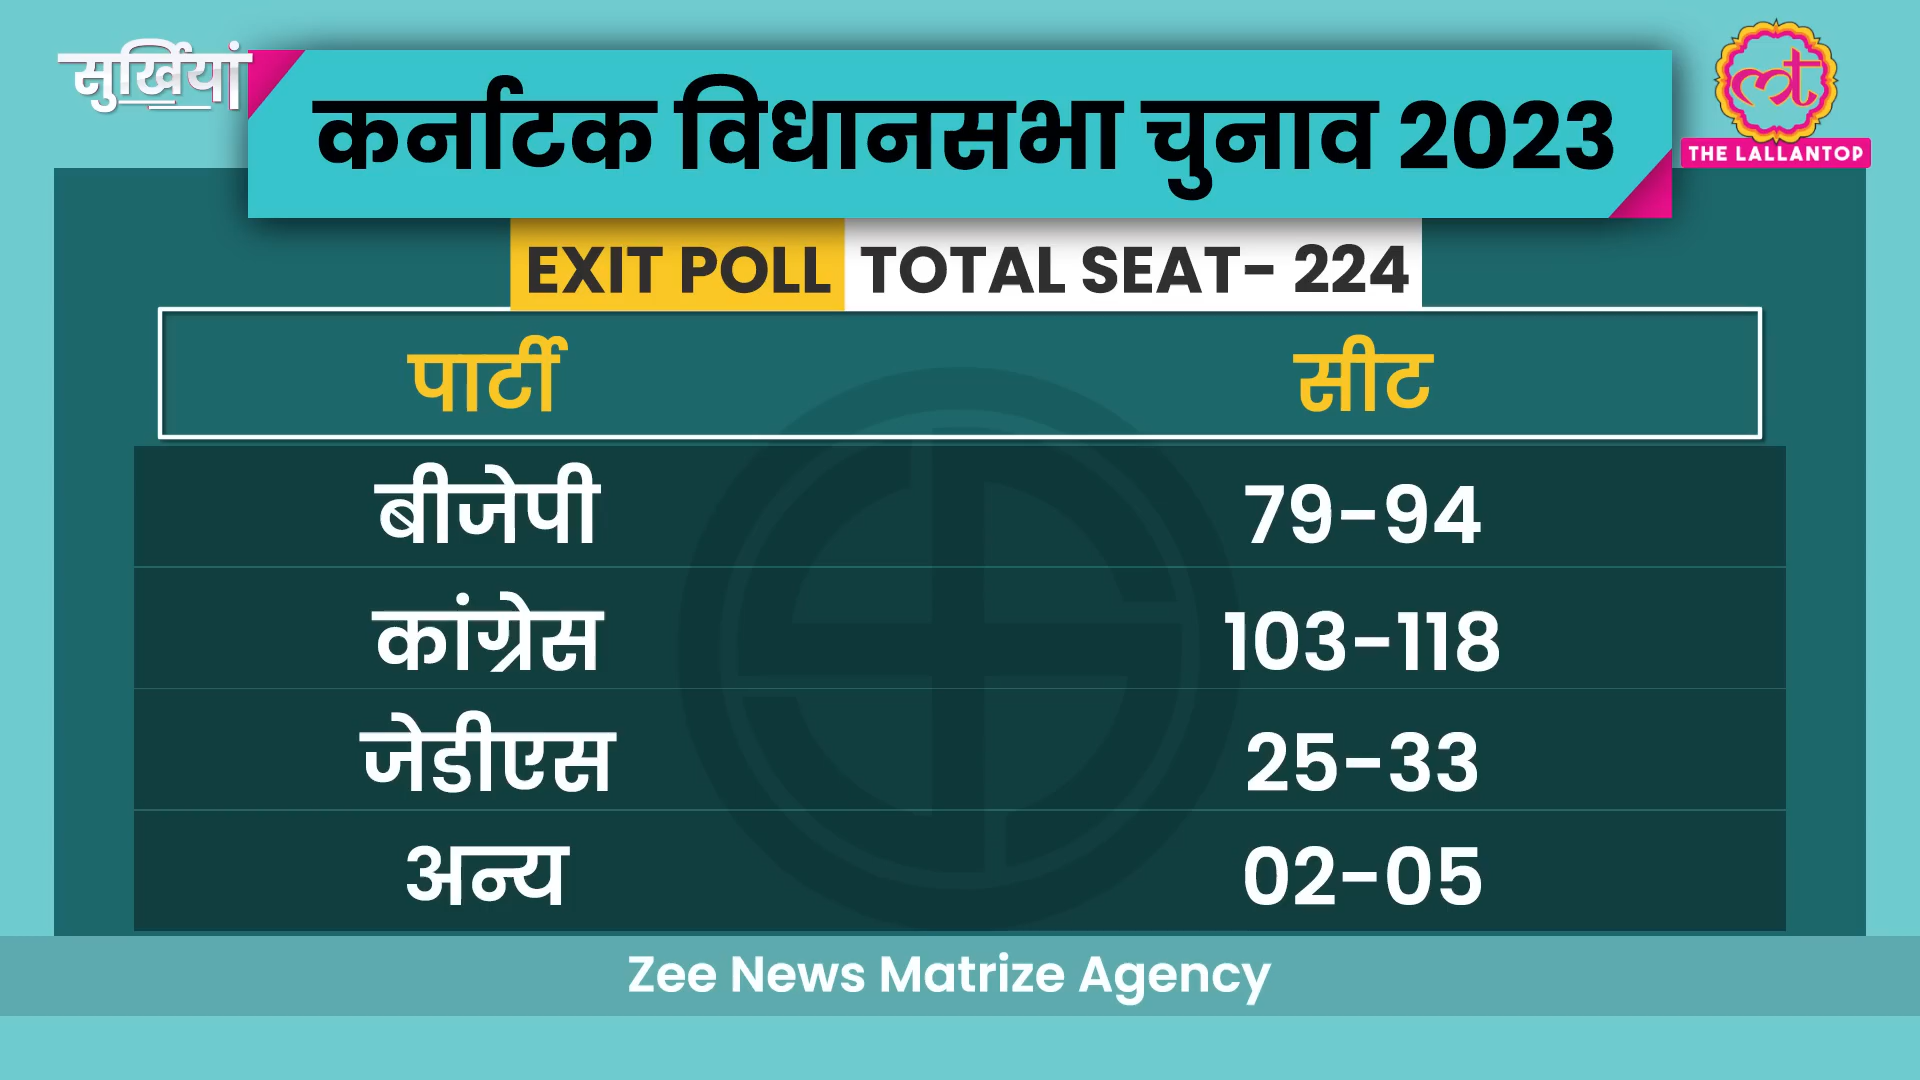 सुर्खियां
कर्नाटक विधानसभा चुनाव 2023
THE LALLANTOP
EXIT POLL TOTAL SEAT- 224
पार्टी सीट
बीजेपी 79-94
कांग्रेस 103-118
जेडीएस 25-33
अन्य 02-05
Zee News Matrize Agency